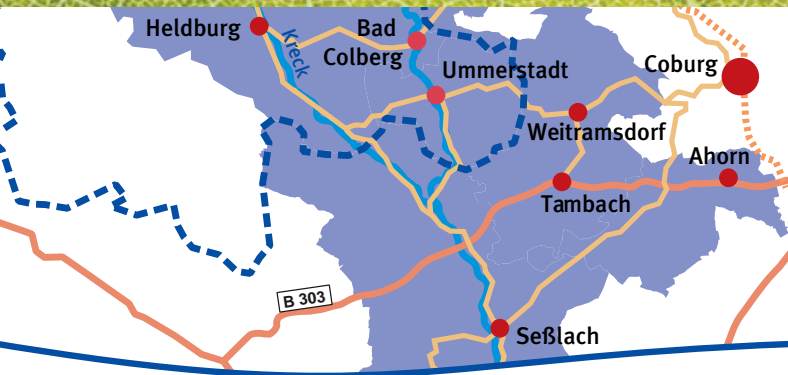 Heldburg
Kreck
Bad
Colberg
Ummerstadt
Coburg
Weitramsdorf
Ahorn
Tambach
B 303
Seßlach